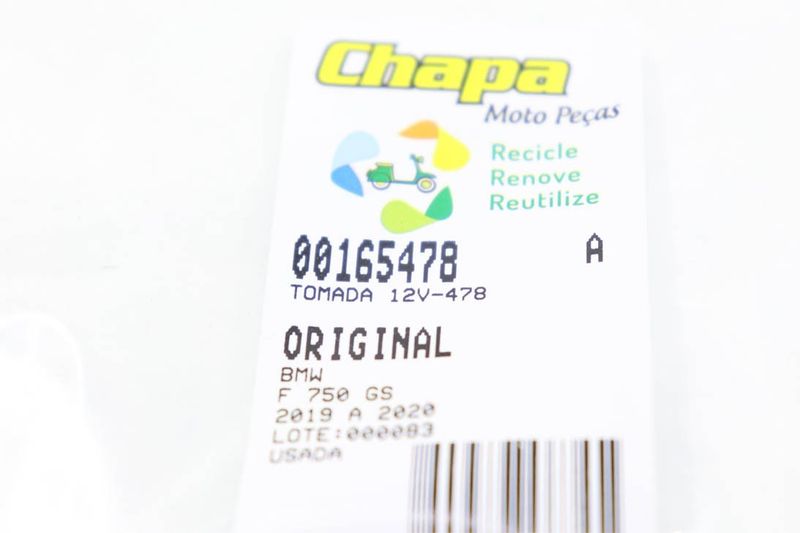 Chapa
Moto Peças
Recicle
Renove
Reutilize
00165478 A
TOMADA 12V-478
ORIGINAL
BMW
F 750 GS
2019 A 2020
LOTE:000083
USADA